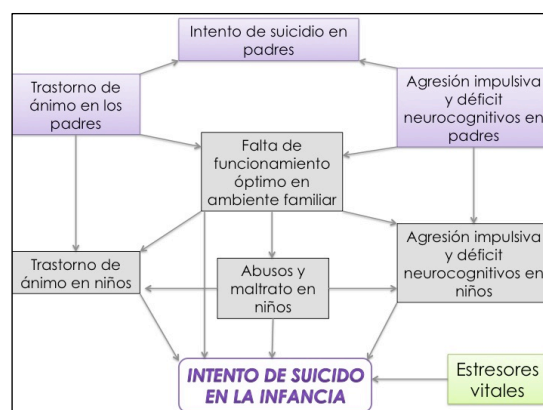 Intento de suicidio en
padres
Trastorno de
ánimo en los
padres
Agresión impulsiva
y déficit
neurocognitivos en
padres
Falta de
funcionamiento
óptimo en
ambiente familiar
Trastorno de
ánimo en niños
Abusos y
maltrato en
niños
Agresión impulsiva
y déficit
neurocognitivos en
niños
INTENTO DE SUICIDO
EN LA INFANCIA
Estresores
vitales